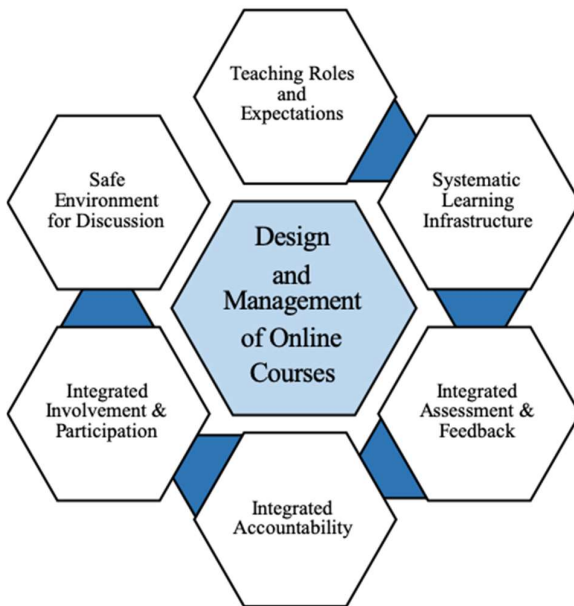 Teaching Roles
and
Expectations
Safe
Environment
for Discussion
Systematic
Learning
Infrastructure
Design
and
Management
of Online
Courses
Integrated
Involvement &
Participation
Integrated
Assessment &
Feedback
Integrated
Accountability